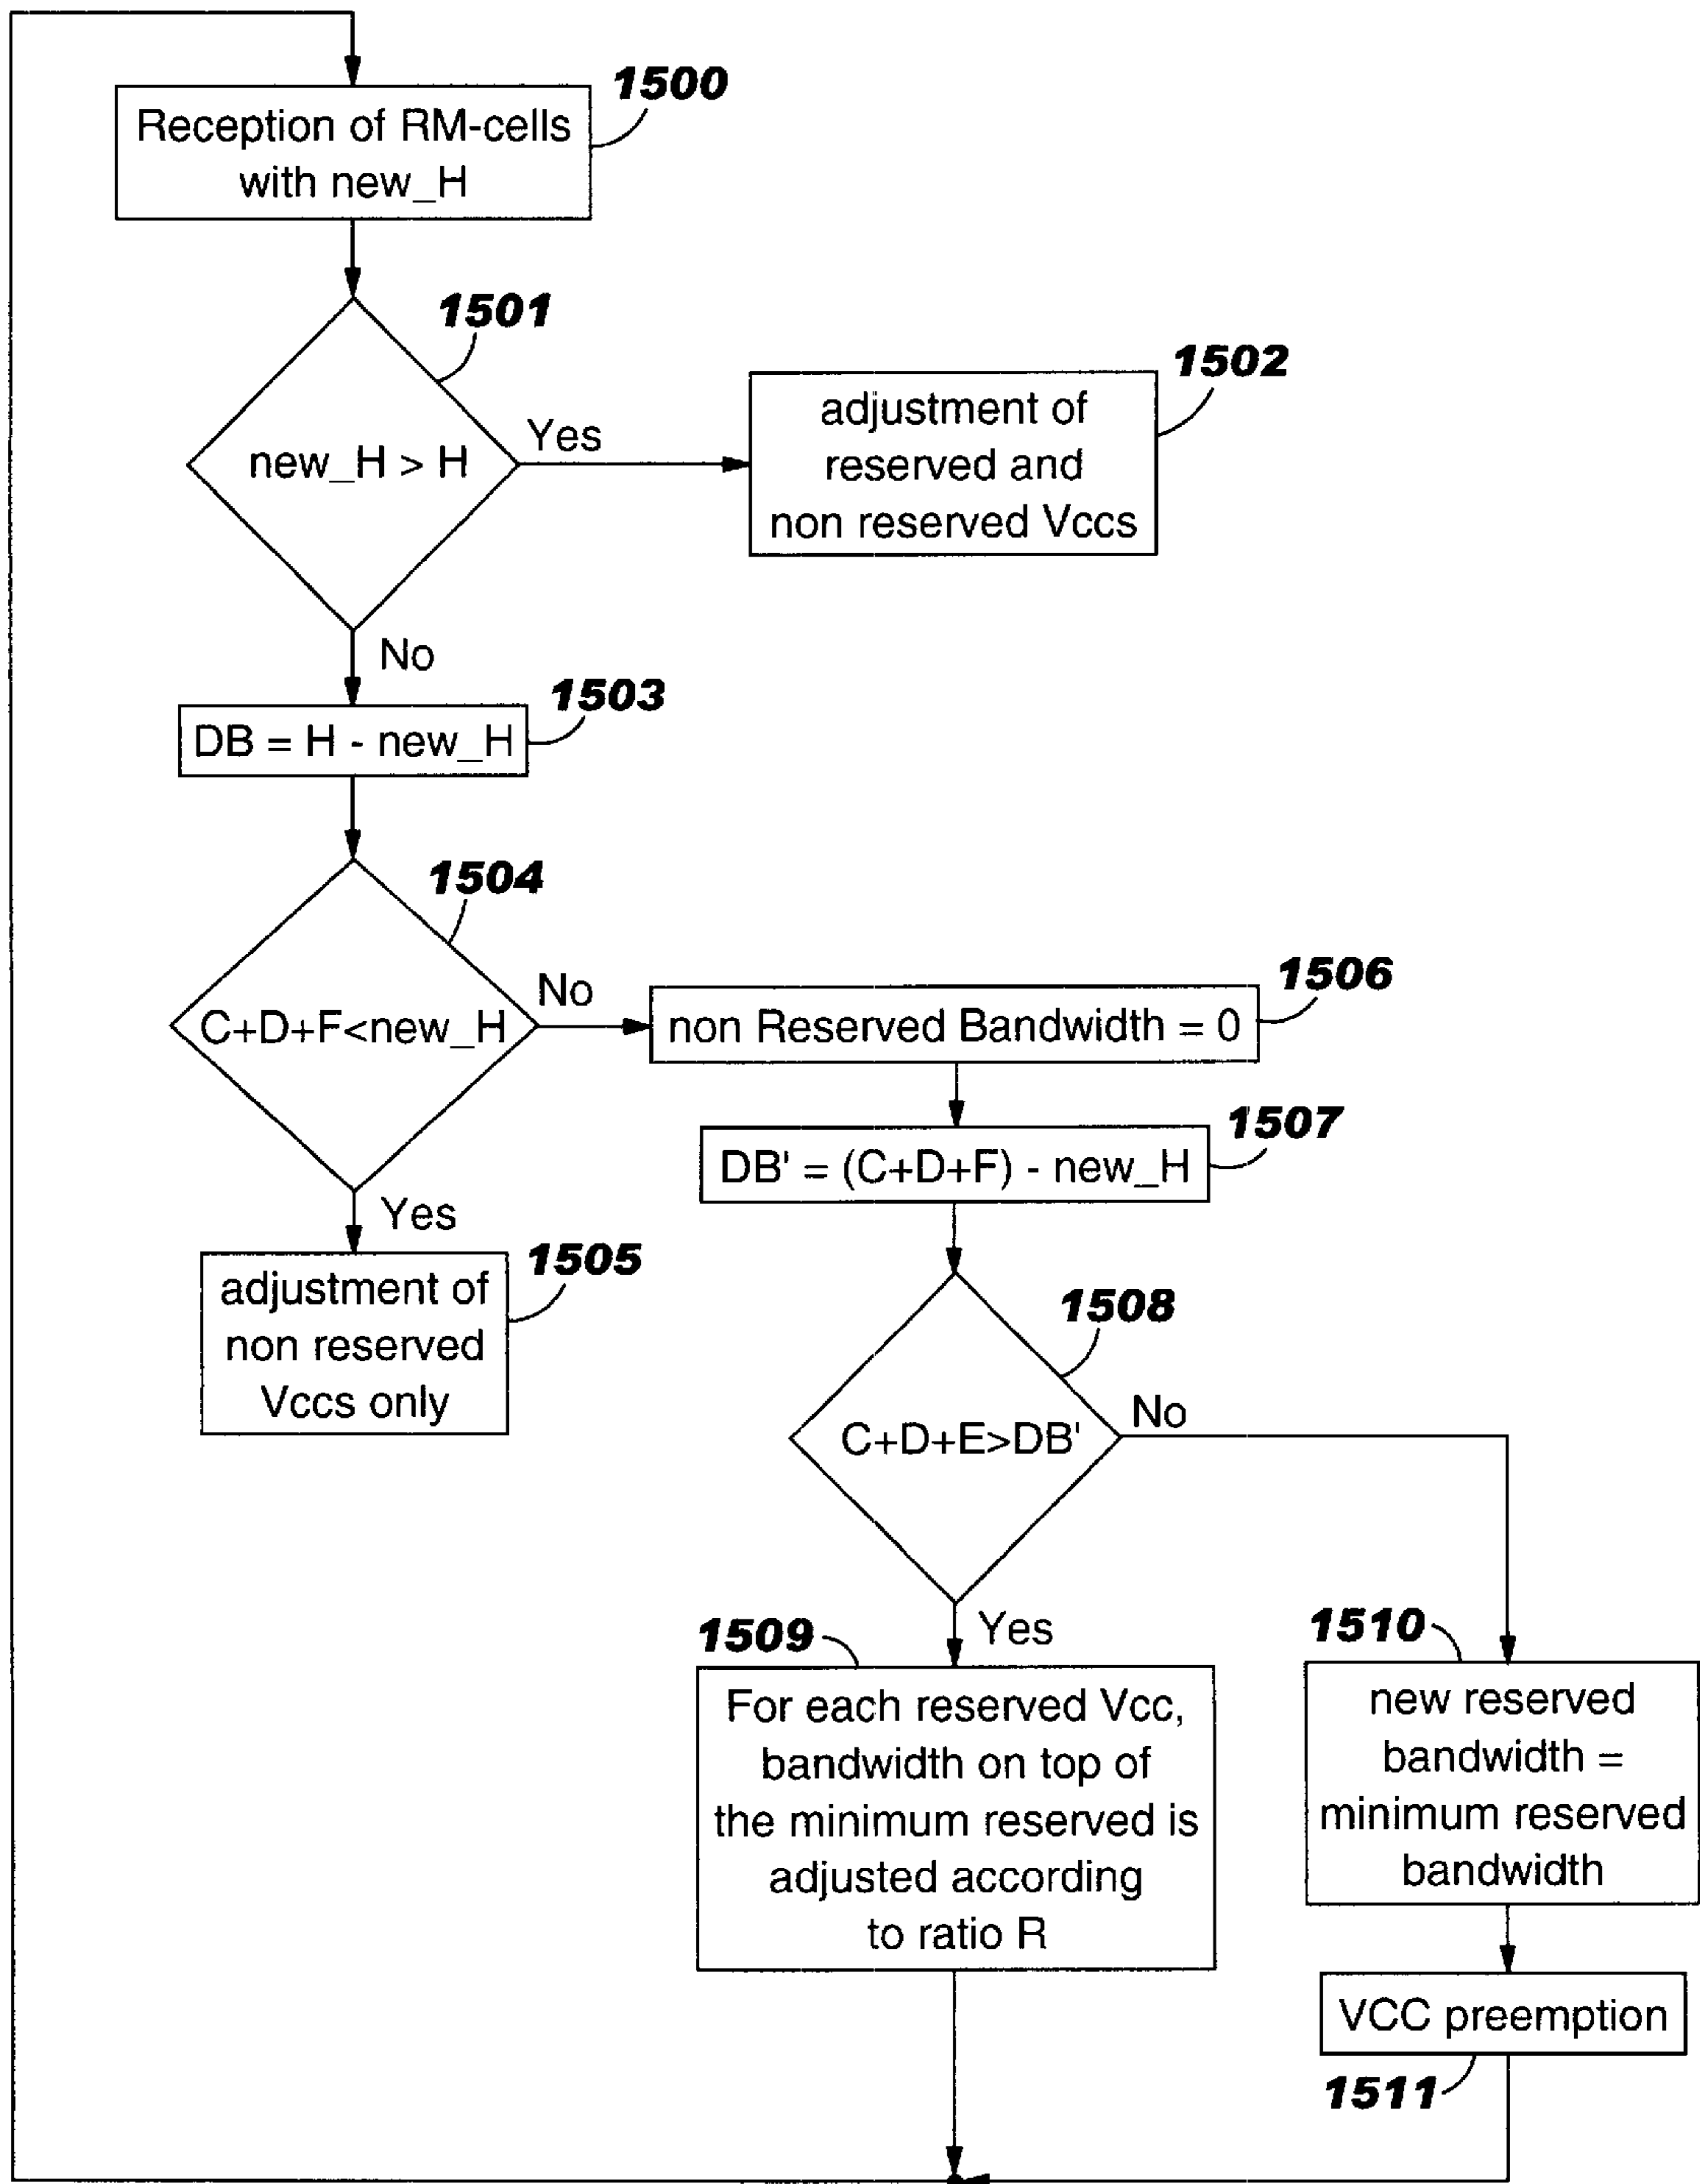 1500
Reception of RM-cells
with new_H
1501
new_H > H
Yes
1502
adjustment of
reserved and
non reserved Vccs
No
1503
DB = H - new_H
1504
C+D+F<new_H
No
1506
non Reserved Bandwidth = 0
1507
DB' = (C+D+F) - new_H
Yes
1505
adjustment of
non reserved
Vccs only
1508
C+D+E>DB'
No
Yes
1509
For each reserved Vcc,
bandwidth on top of
the minimum reserved is
adjusted according
to ratio R
1510
new reserved
bandwidth =
minimum reserved
bandwidth
VCC preemption
1511